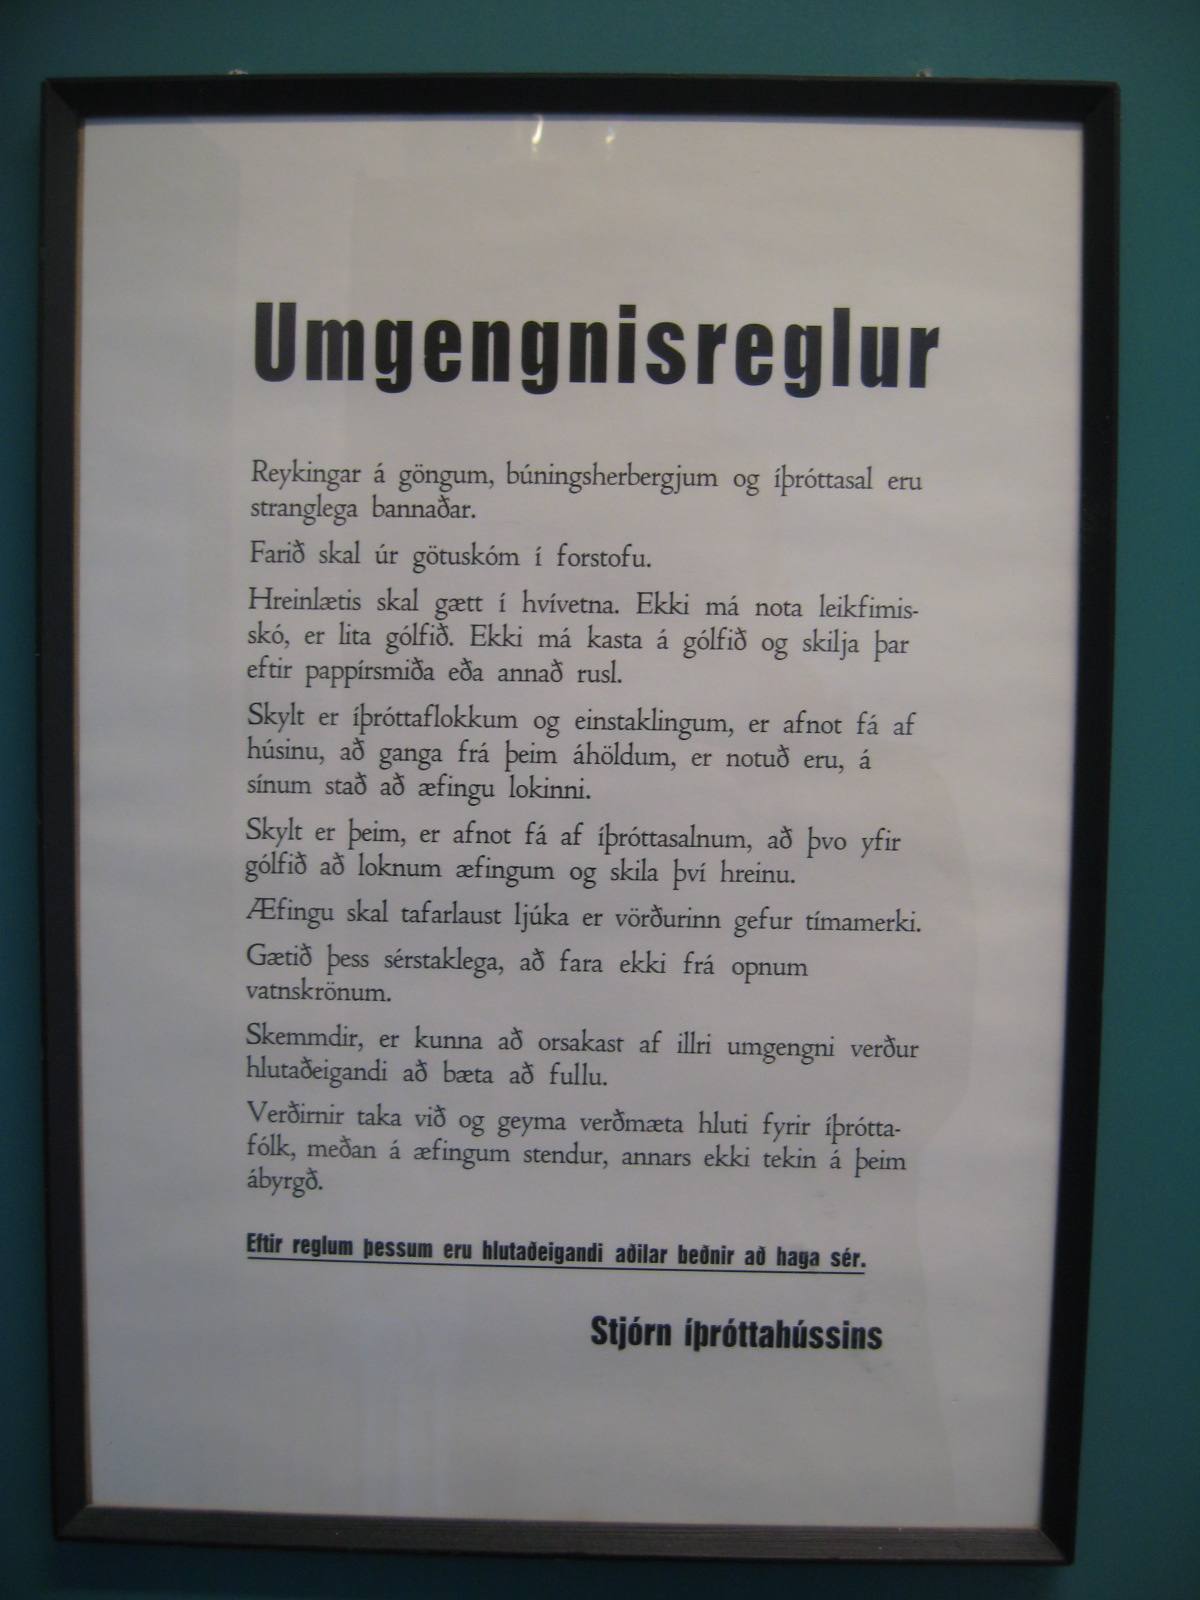 Umgengnisreglur
Reykingar á göngum, búningsherbergjum og íþróttasal eru
stranglega bannaðar.
Farið skal úr götuskóm í forstofu.
Hreinlætis skal gætt í hvívetna. Ekki má nota leikfimis-
skó, er lita gólfið. Ekki má kasta á gólfið og skilja þar
eftir pappírsmiða eða annað rusl.
Skylt er íþróttaflokkum og einstaklingum, er afnot fá af
húsinu, að ganga frá þeim áhöldum, er notuð eru, á
sínum stað að æfingu lokinni.
Skylt er þeim, er afnot fá af íþróttasalnum, að þvo yfir
gólfið að loknum æfingum og skila því hreinu.
Æfingu skal tafarlaust ljúka er vörðurinn gefur tímamerki.
Gætið þess sérstaklega, að fara ekki frá opnum
vatnskrönum.
Skemmdir, er kunna að orsakast af illri umgengni verður
hlutaðeigandi að bæta að fullu.
Verðirnir taka við og geyma verðmæta hluti fyrir íþrótta-
fólk, meðan á æfingum stendur, annars ekki tekin á þeim
ábyrgð.
Eftir reglum þessum eru hlutaðeigandi aðilar beðnir að haga sér.
Stjórn íþróttahússins